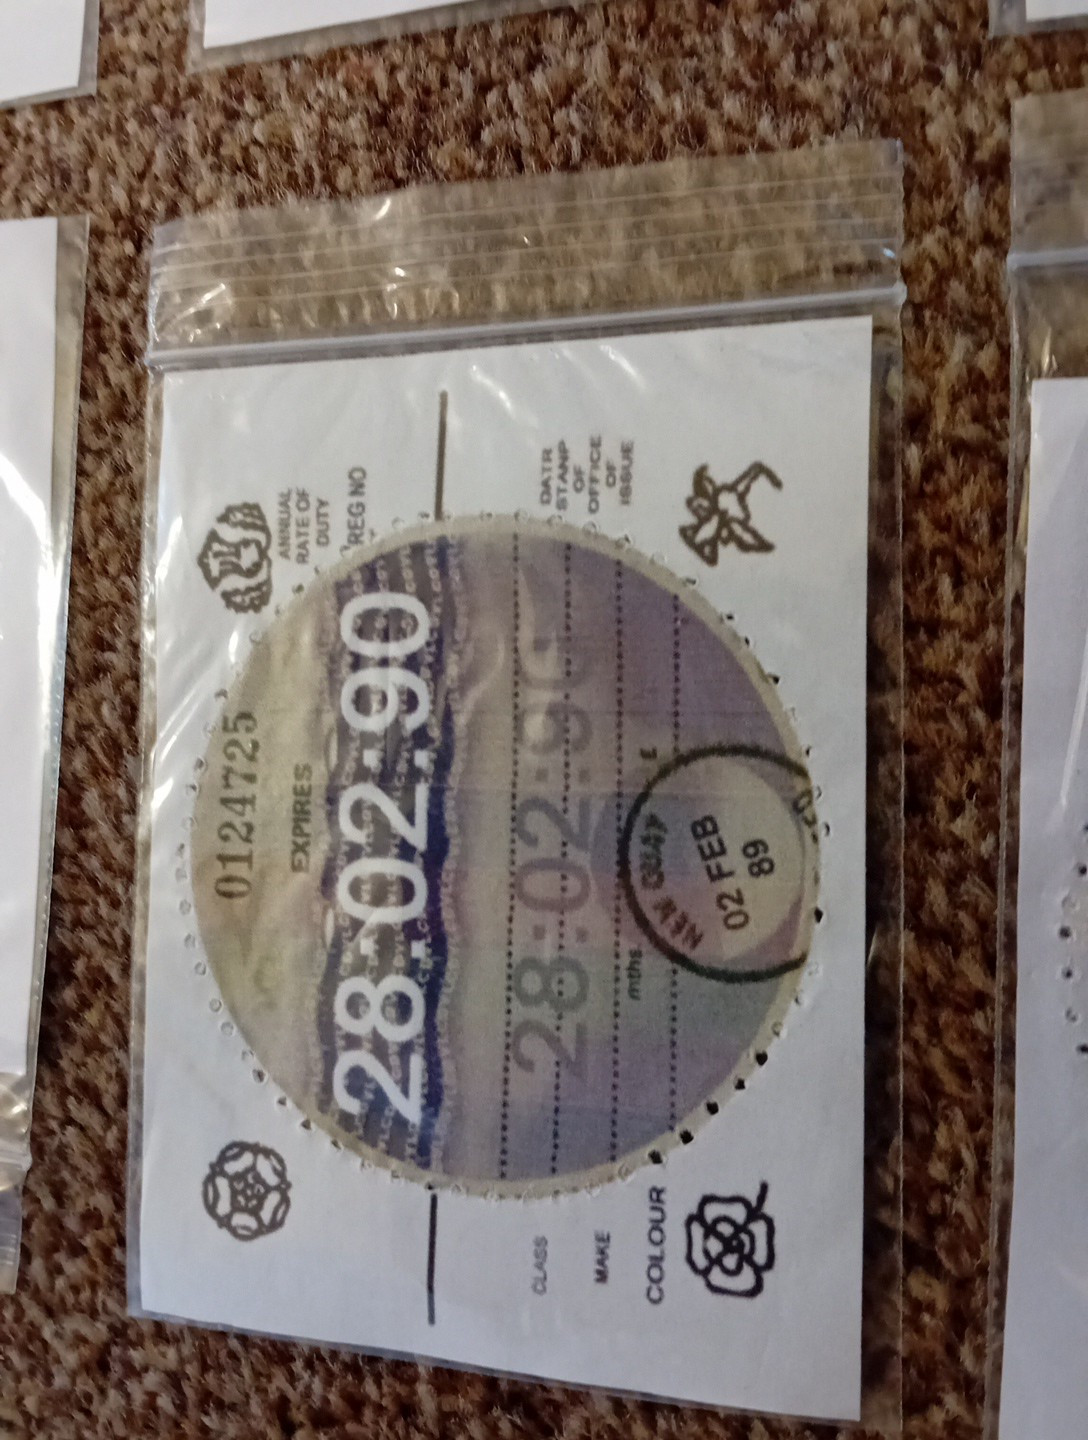 0124725
ANNUAL
RATE OF
DUTY
EXPIRES
REG NO
28:02:90
CLASS
28:02:90
DATR
STANP
OF
OFFICE
OF
ISSUE
MAKE
mths
£
COLOUR
NEW QUAY
02 FEB
89